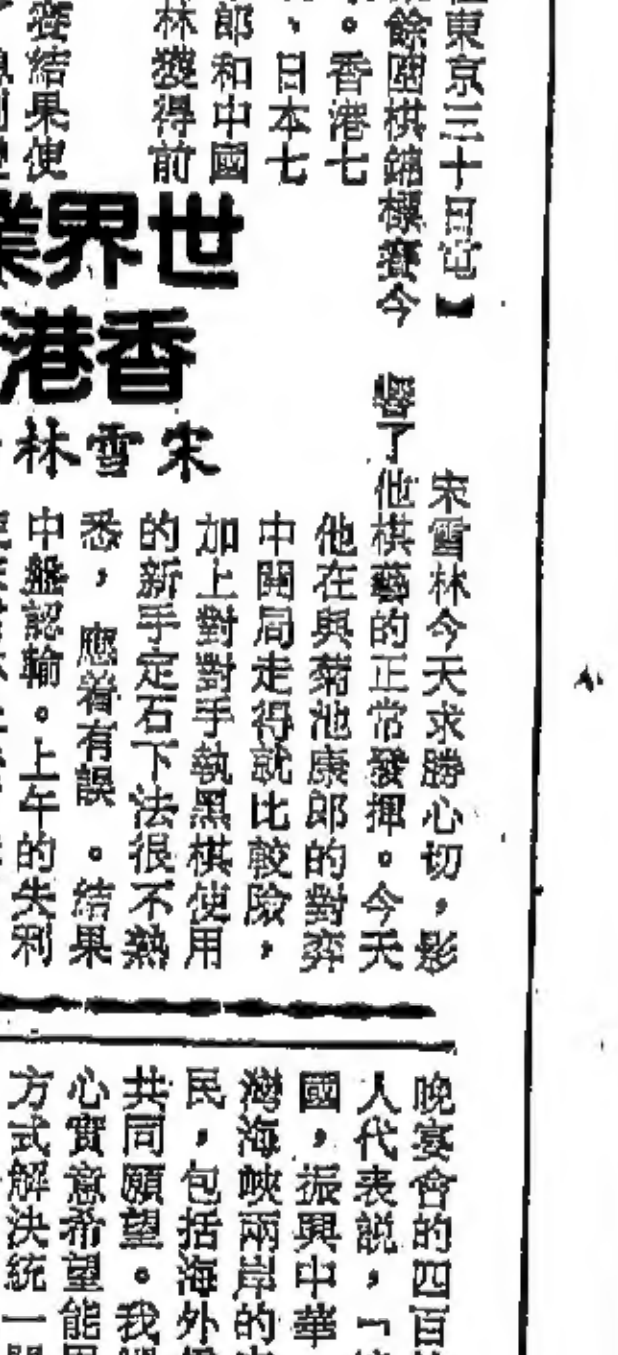 東京三十日電】
餘圍棋錦標賽今
。香港七
、日本七
郎和中國
林獲得前
賽結果使
世界業
香港
宋雪林
宋雪林今天求勝心切，影
響了他棋藝的正常發揮。今天
他在與菊池康郎的對弈
中開局走得就比較險，
加上對對手執黑棋使用
的新手定石下法很不熟
悉，應着有誤。結果
中盤認輸。上午的失利
晚宴會的四百
人代表説，「
國，振興中華
灣海峽兩岸的
民，包括海外
共同願望。我
心實意希望能
方式解決統一